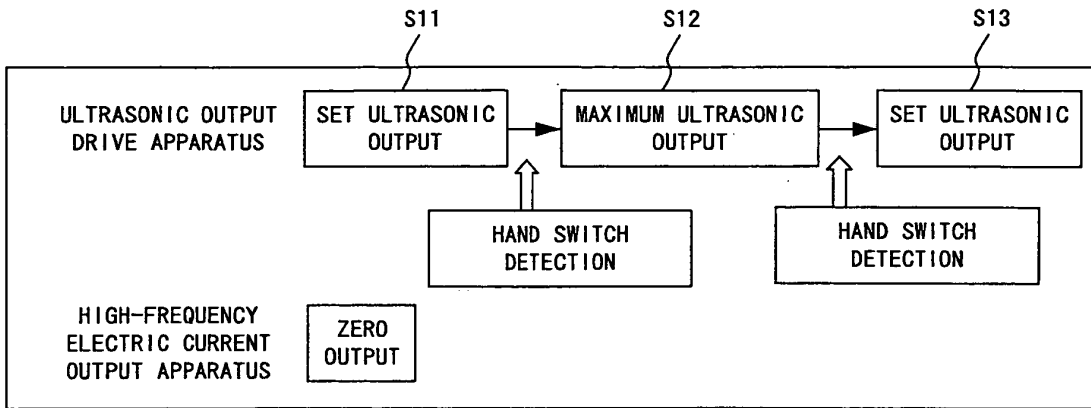 S11
S12
S13
ULTRASONIC OUTPUT
DRIVE APPARATUS
SET ULTRASONIC
OUTPUT
MAXIMUM ULTRASONIC
OUTPUT
SET ULTRASONIC
OUTPUT
HAND SWITCH
DETECTION
HAND SWITCH
DETECTION
HIGH-FREQUENCY
ELECTRIC CURRENT
OUTPUT APPARATUS
ZERO
OUTPUT